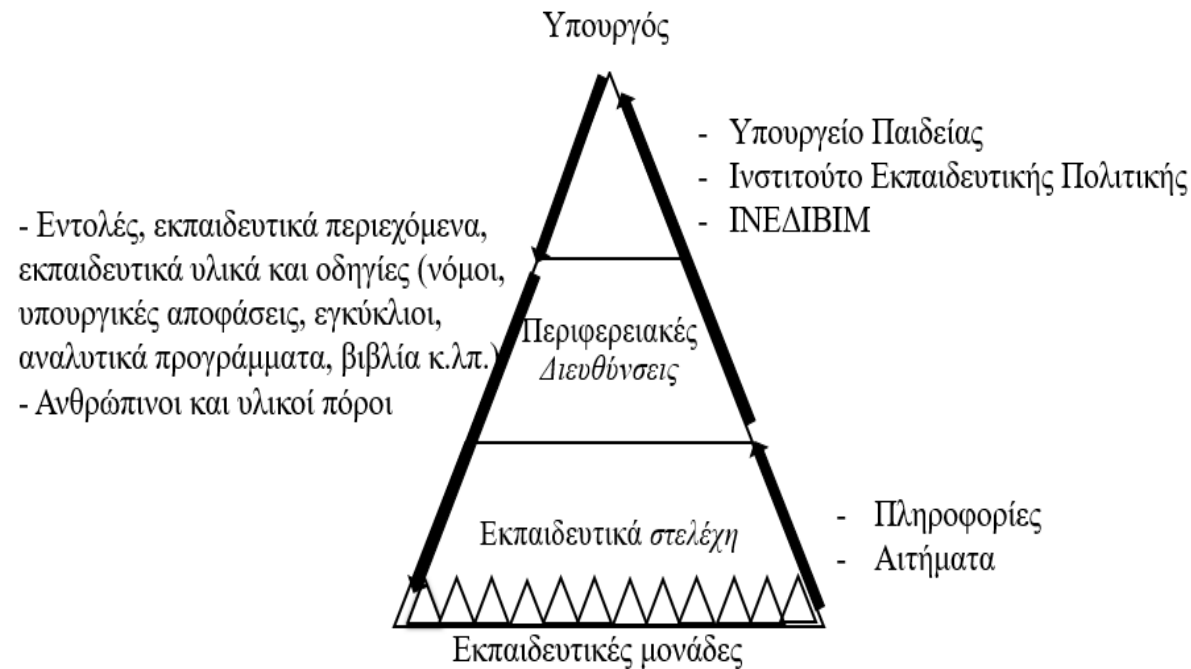 Υπουργός
- Υπουργείο Παιδείας
- Ινστιτούτο Εκπαιδευτικής Πολιτικής
- ΙΝΕΔΙΒΙΜ
- Εντολές, εκπαιδευτικά περιεχόμενα,
εκπαιδευτικά υλικά και οδηγίες (νόμοι,
υπουργικές αποφάσεις, εγκύκλιοι,
αναλυτικά προγράμματα, βιβλία κ.λπ.)
- Ανθρώπινοι και υλικοί πόροι
Περιφερειακές
Διευθύνσεις
Εκπαιδευτικά στελέχη
- Πληροφορίες
- Αιτήματα
Εκπαιδευτικές μονάδες